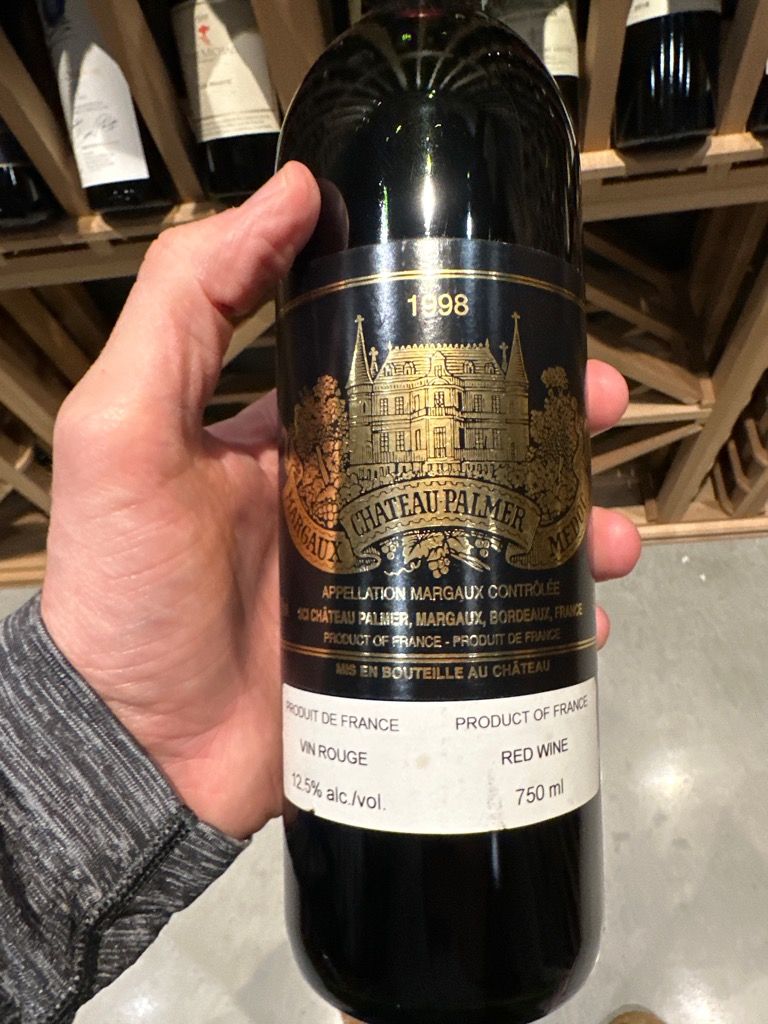 1998
MARGAUX
CHATEAU PALMER
APPELLATION MARGAUX CONTRÔLÉE
CHÂTEAU PALMER, MARGAUX, BORDEAUX, FRANCE
PRODUCT OF FRANCE - PRODUIT DE FRANCE
MIS EN BOUTEILLE AU CHÂTEAU
PRODUIT DE FRANCE PRODUCT OF FRANCE
VIN ROUGE RED WINE
12.5% alc./vol. 750 ml